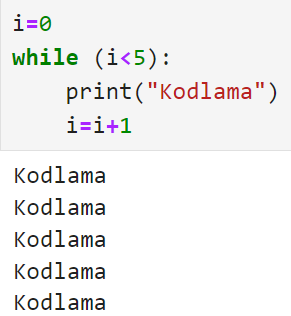 i=0
while (i<5):
    print("Kodlama")
    i=i+1
Kodlama
Kodlama
Kodlama
Kodlama
Kodlama